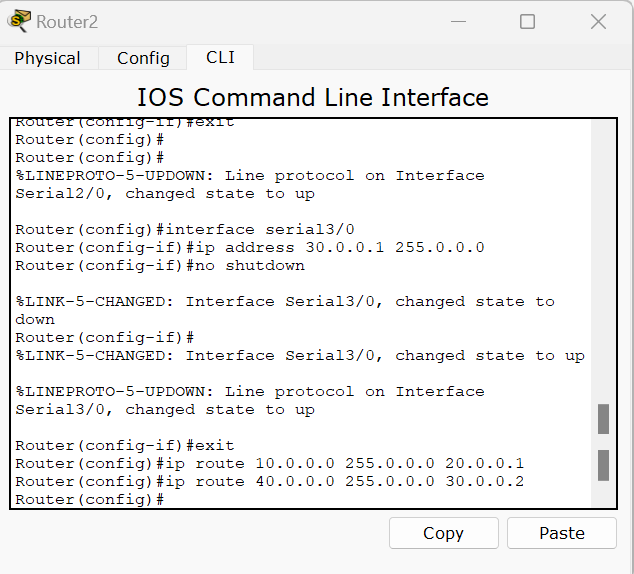 Router2
Physical Config CLI
IOS Command Line Interface
Router(config-if)#exit
Router(config)#
Router(config)#
%LINEPROTO-5-UPDOWN: Line protocol on Interface
Serial2/0, changed state to up
Router(config)#interface serial3/0
Router(config-if)#ip address 30.0.0.1 255.0.0.0
Router(config-if)#no shutdown
%LINK-5-CHANGED: Interface Serial3/0, changed state to
down
Router(config-if)#
%LINK-5-CHANGED: Interface Serial3/0, changed state to up
%LINEPROTO-5-UPDOWN: Line protocol on Interface
Serial3/0, changed state to up
Router(config-if)#exit
Router(config)#ip route 10.0.0.0 255.0.0.0 20.0.0.1
Router(config)#ip route 40.0.0.0 255.0.0.0 30.0.0.2
Router(config)#
Copy Paste